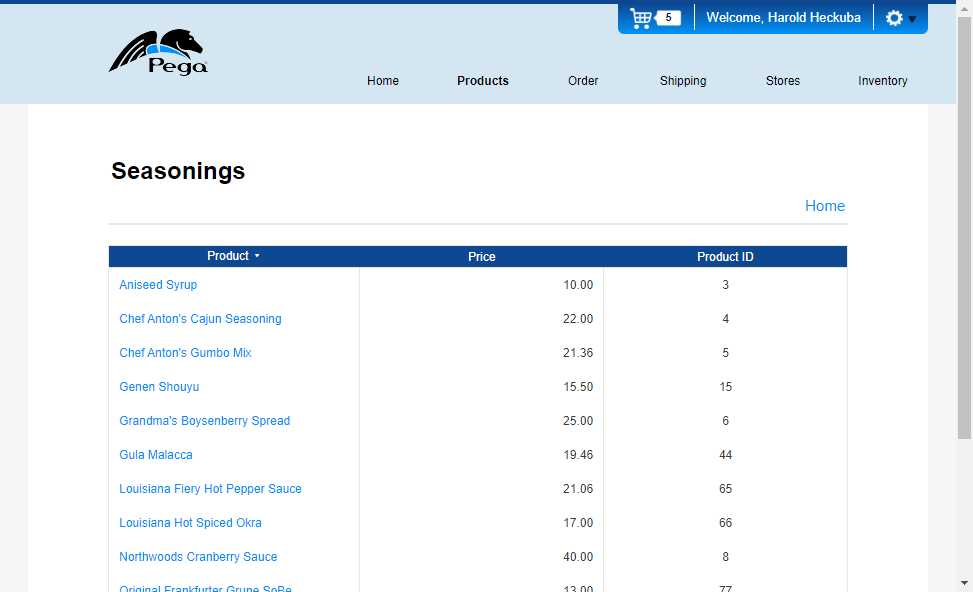 5
Welcome, Harold Heckuba
Pega
Home
Products
Order
Shipping
Stores
Inventory
Seasonings
Home
Product Price Product ID
Aniseed Syrup 10.00 3
Chef Anton's Cajun Seasoning 22.00 4
Chef Anton's Gumbo Mix 21.36 5
Genen Shouyu 15.50 15
Grandma's Boysenberry Spread 25.00 6
Gula Malacca 19.46 44
Louisiana Fiery Hot Pepper Sauce 21.06 65
Louisiana Hot Spiced Okra 17.00 66
Northwoods Cranberry Sauce 40.00 8
Original Frankfurter Grune SoBe 13.00 77